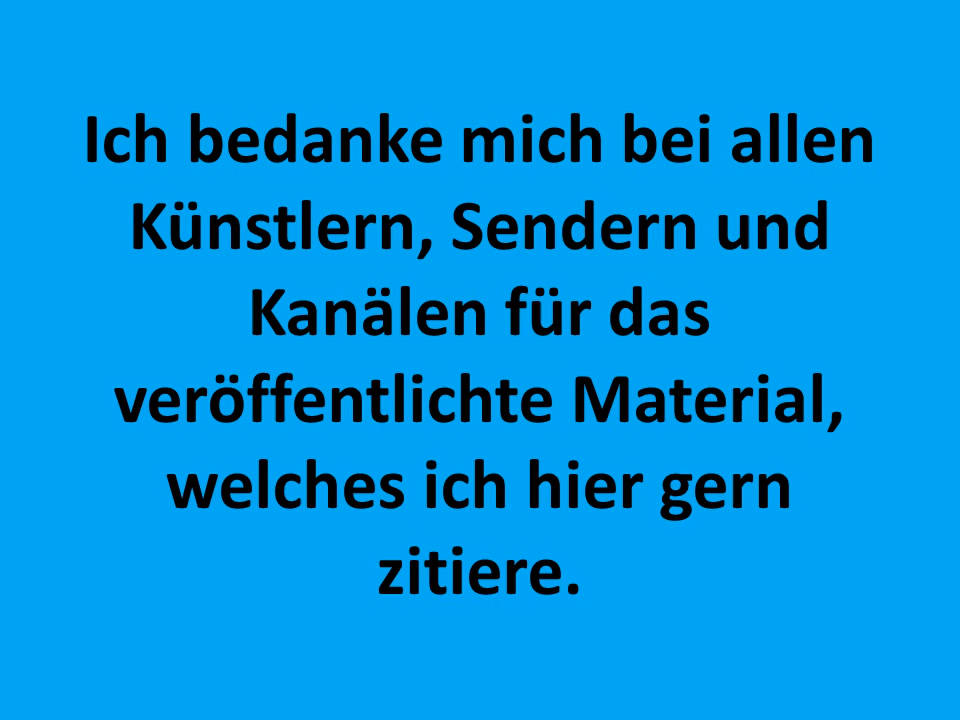 Ich bedanke mich bei allen
Künstlern, Sendern und
Kanälen für das
veröffentlichte Material,
welches ich hier gern
zitiere.